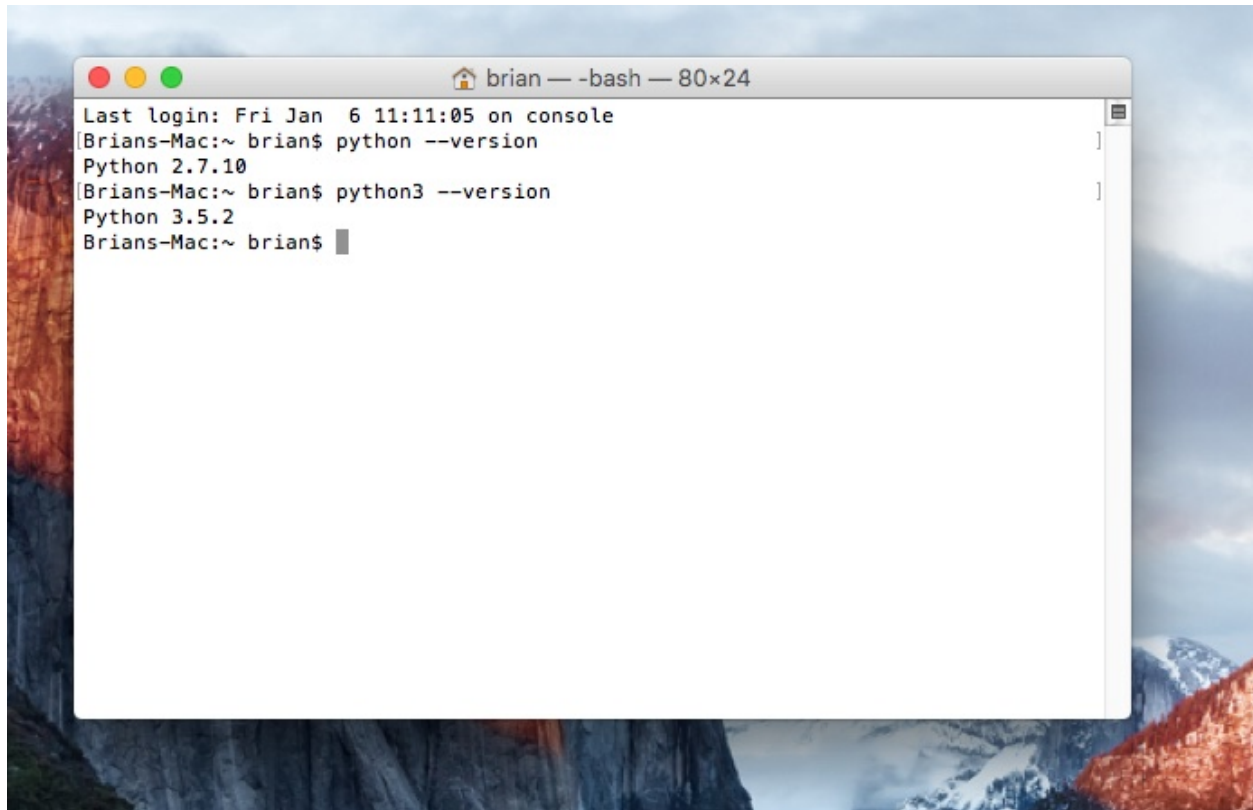 brian — -bash — 80×24
Last login: Fri Jan  6 11:11:05 on console
[Brians-Mac:~ brian$ python --version ]
Python 2.7.10
[Brians-Mac:~ brian$ python3 --version ]
Python 3.5.2
Brians-Mac:~ brian$